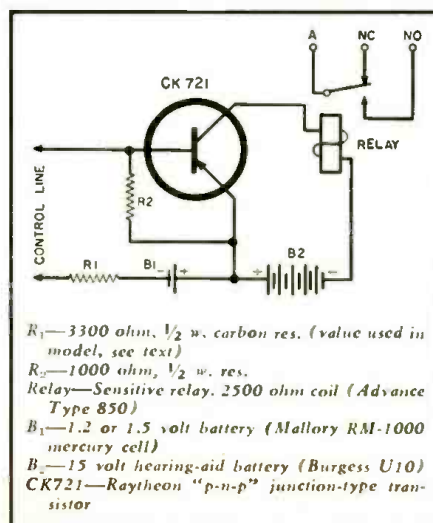 A NC NO
CK 721
RELAY
CONTROL LINE
R2
R1 B1 - + + B2 -
R₁—3300 ohm, ½ w. carbon res. (value used in
model, see text)
R₂—1000 ohm, ½ w. res.
Relay—Sensitive relay. 2500 ohm coil (Advance
Type 850)
B₁—1.2 or 1.5 volt battery (Mallory RM-1000
mercury cell)
B₂—15 volt hearing-aid battery (Burgess U10)
CK721—Raytheon "p-n-p" junction-type tran-
sistor